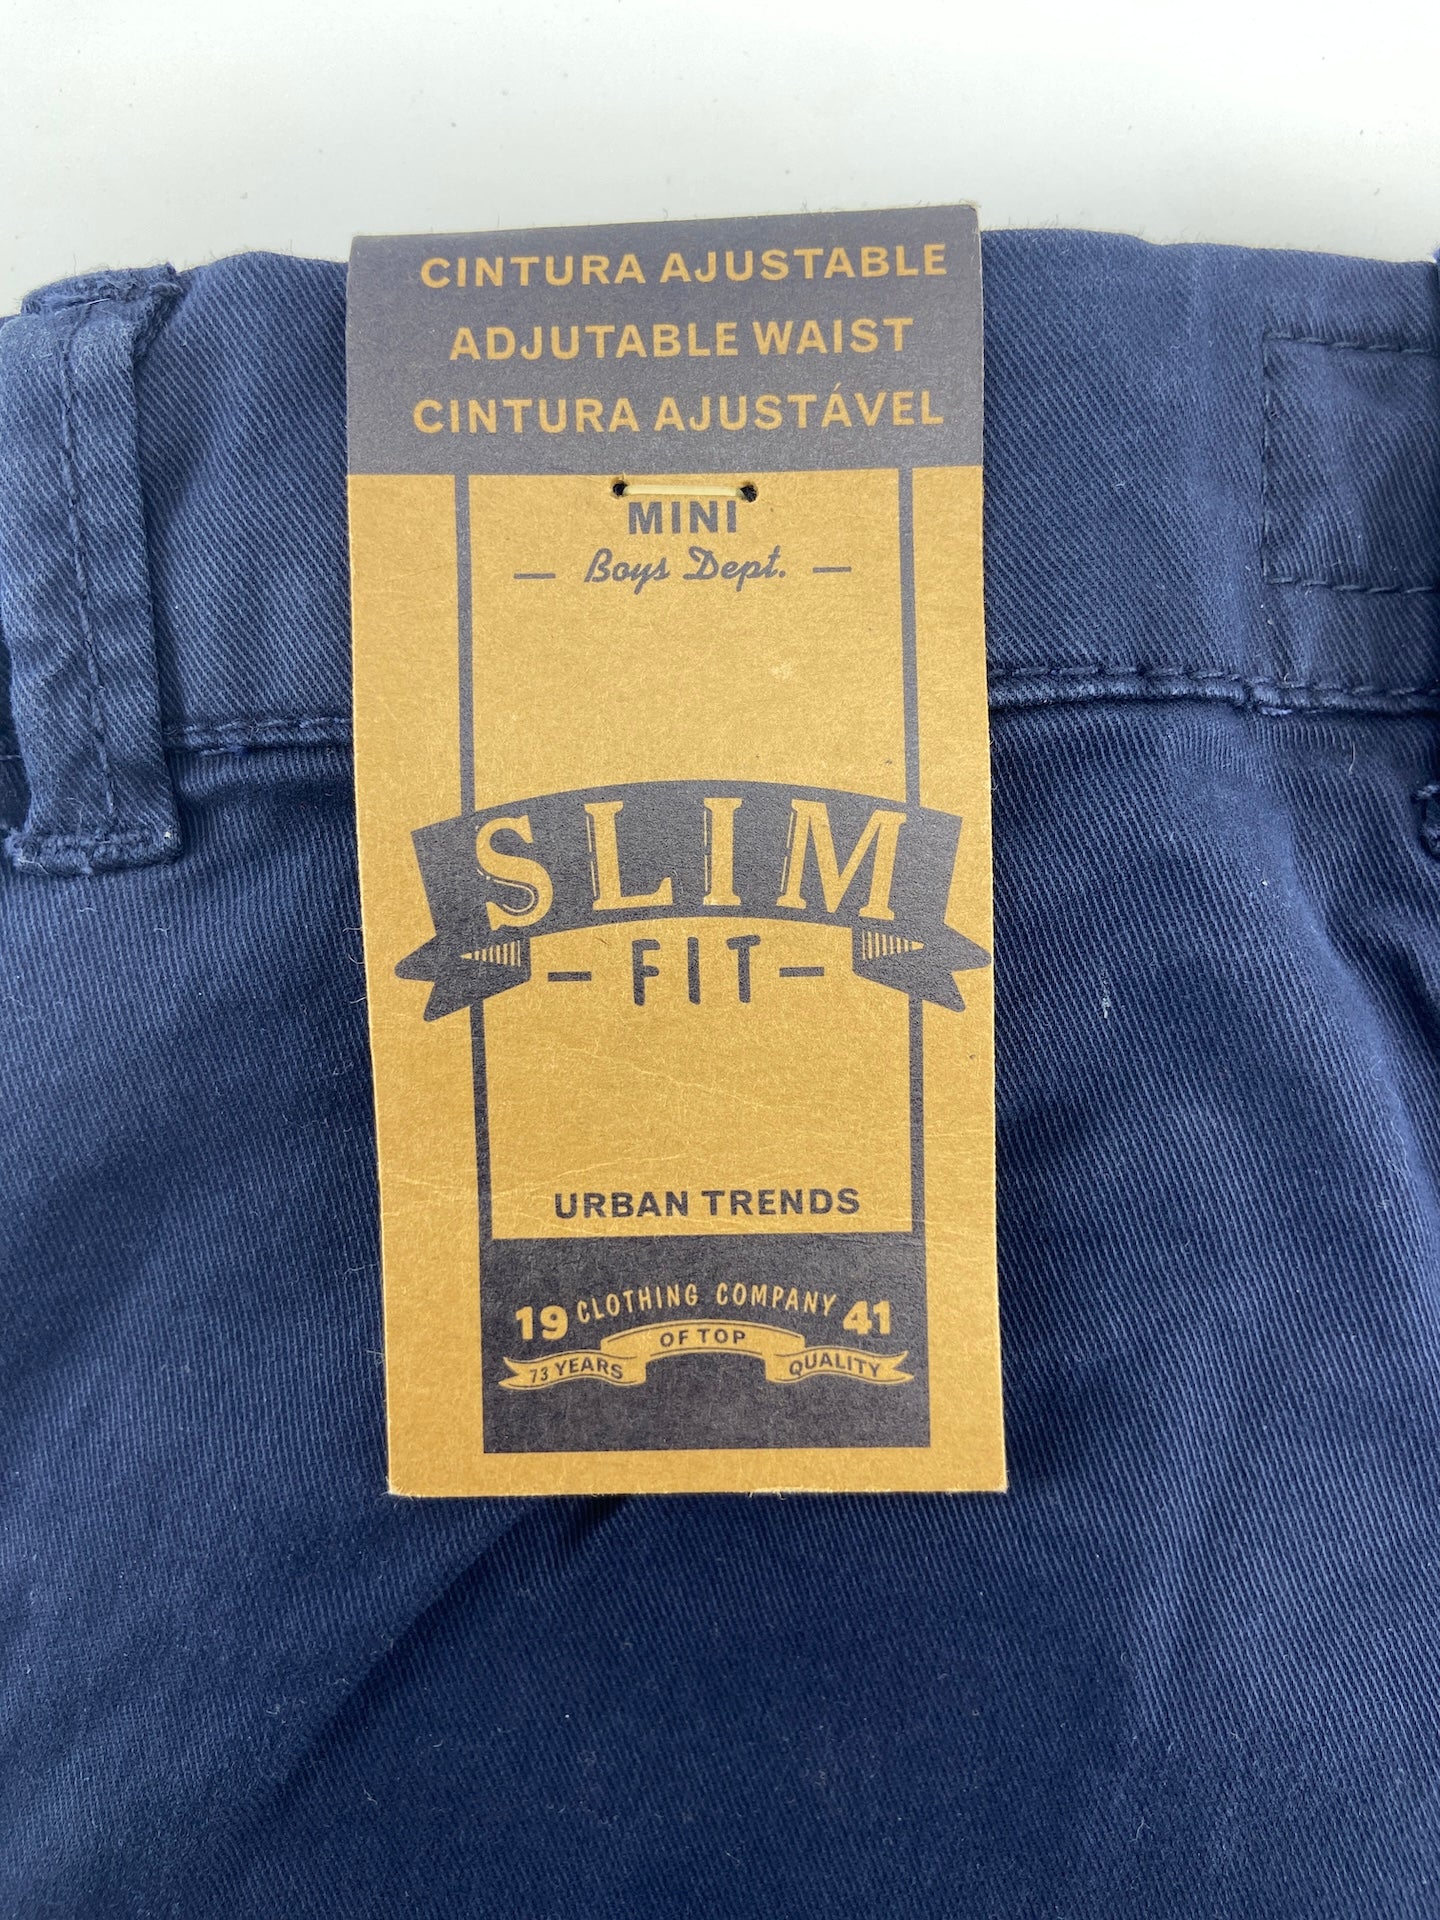 CINTURA AJUSTABLE
ADJUTABLE WAIST
CINTURA AJUSTÁVEL
MINI
— Boys Dept. —
SLIM
– FIT –
URBAN TRENDS
19 CLOTHING COMPANY 41
73 YEARS OF TOP QUALITY